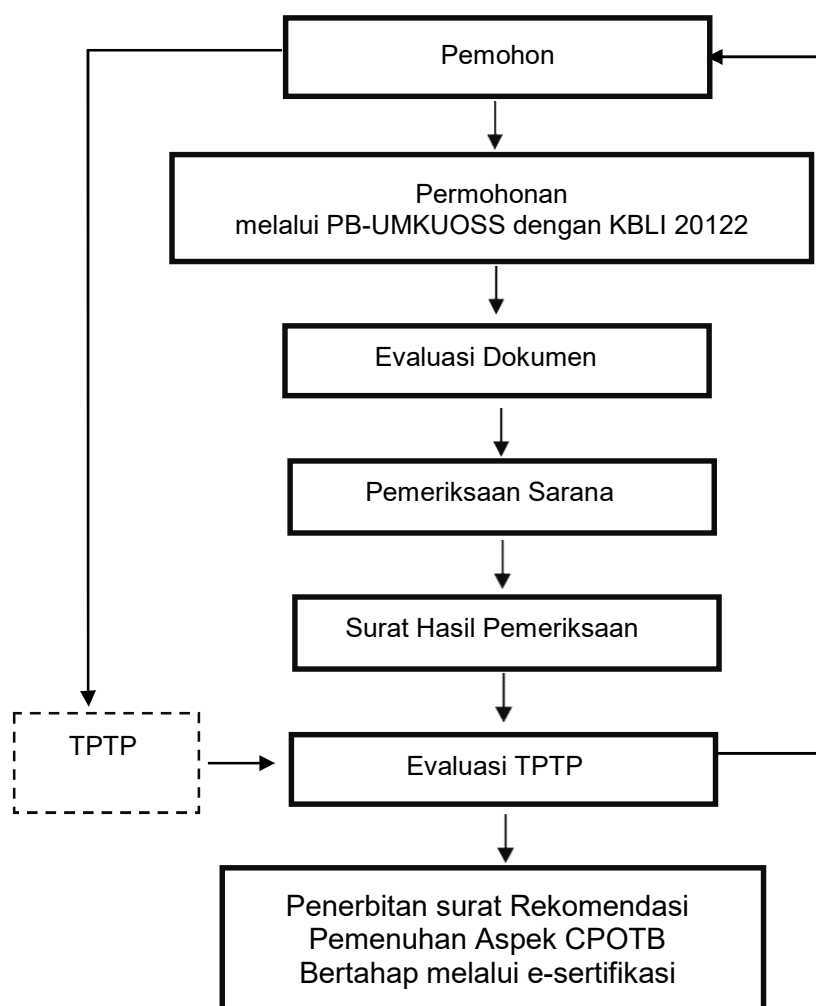 Pemohon
Permohonan
melalui PB-UMKUOSS dengan KBLI 20122
Evaluasi Dokumen
Pemeriksaan Sarana
Surat Hasil Pemeriksaan
TPTP
Evaluasi TPTP
Penerbitan surat Rekomendasi
Pemenuhan Aspek CPOTB
Bertahap melalui e-sertifikasi